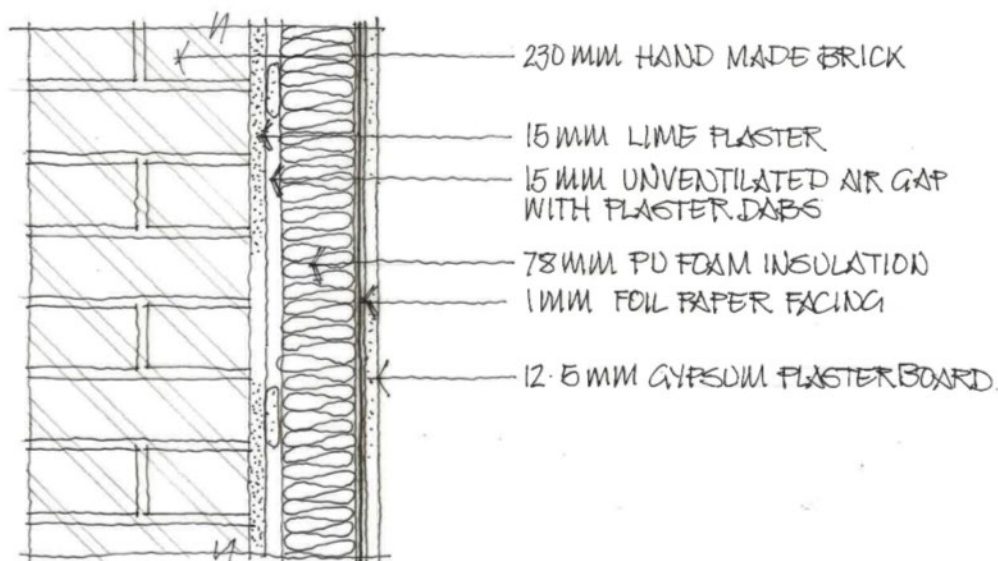 230 MM HAND MADE BRICK
15 MM LIME PLASTER
15 MM UNVENTILATED AIR GAP
WITH PLASTER DABS
78 MM PU FOAM INSULATION
1 MM FOIL PAPER FACING
12.5 MM GYPSUM PLASTERBOARD.